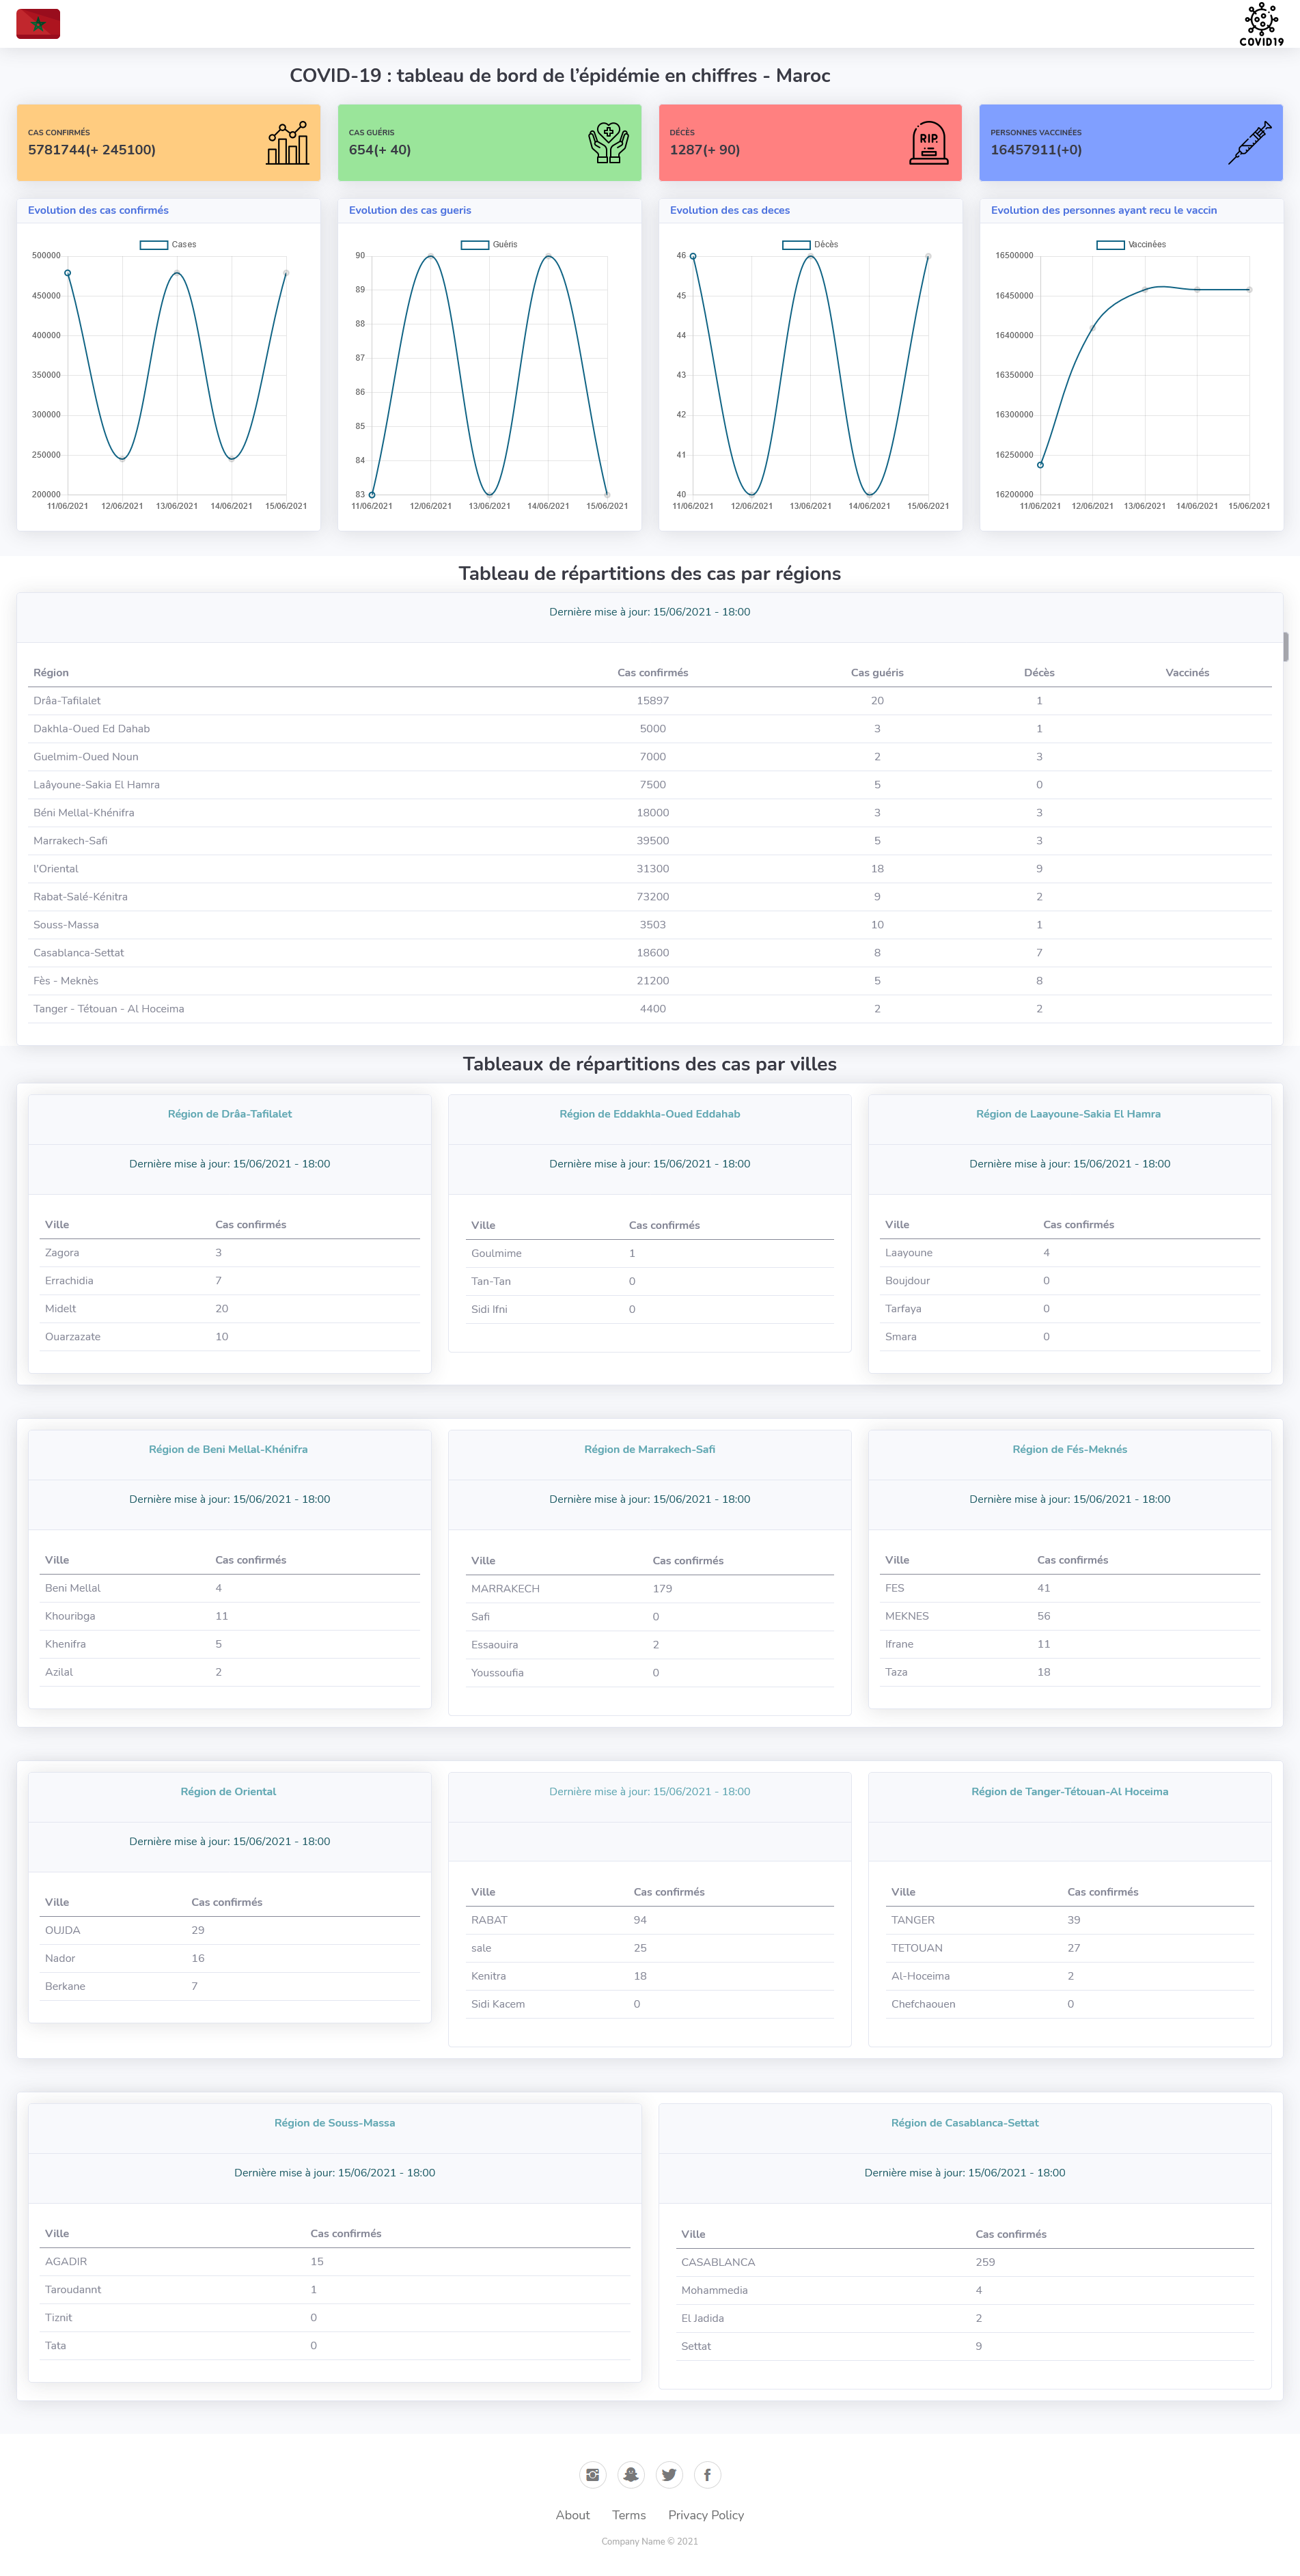 COVID19
COVID-19 : tableau de bord de l’épidémie en chiffres - Maroc
CAS CONFIRMÉS
5781744(+ 245100)
CAS GUÉRIS
654(+ 40)
DÉCÈS
1287(+ 90)
R.I.P.
PERSONNES VACCINÉES
16457911(+0)
Evolution des cas confirmés
Cases
500000
450000
400000
350000
300000
250000
200000
11/06/2021 12/06/2021 13/06/2021 14/06/2021 15/06/2021
Evolution des cas gueris
Guèris
90
89
88
87
86
85
84
83
11/06/2021 12/06/2021 13/06/2021 14/06/2021 15/06/2021
Evolution des cas deces
Dècès
46
45
44
43
42
41
40
11/06/2021 12/06/2021 13/06/2021 14/06/2021 15/06/2021
Evolution des personnes ayant recu le vaccin
Vaccinées
16500000
16450000
16400000
16350000
16300000
16250000
16200000
11/06/2021 12/06/2021 13/06/2021 14/06/2021 15/06/2021
Tableau de répartitions des cas par régions
Dernière mise à jour: 15/06/2021 - 18:00
Région Cas confirmés Cas guéris Décès Vaccinés
Drâa-Tafilalet 15897 20 1
Dakhla-Oued Ed Dahab 5000 3 1
Guelmim-Oued Noun 7000 2 3
Laâyoune-Sakia El Hamra 7500 5 0
Béni Mellal-Khénifra 18000 3 3
Marrakech-Safi 39500 5 3
l'Oriental 31300 18 9
Rabat-Salé-Kénitra 73200 9 2
Souss-Massa 3503 10 1
Casablanca-Settat 18600 8 7
Fès - Meknès 21200 5 8
Tanger - Tétouan - Al Hoceima 4400 2 2
Tableaux de répartitions des cas par villes
Région de Drâa-Tafilalet
Dernière mise à jour: 15/06/2021 - 18:00
Ville Cas confirmés
Zagora 3
Errachidia 7
Midelt 20
Ouarzazate 10
Région de Eddakhla-Oued Eddahab
Dernière mise à jour: 15/06/2021 - 18:00
Ville Cas confirmés
Goulmime 1
Tan-Tan 0
Sidi Ifni 0
Région de Laayoune-Sakia El Hamra
Dernière mise à jour: 15/06/2021 - 18:00
Ville Cas confirmés
Laayoune 4
Boujdour 0
Tarfaya 0
Smara 0
Région de Beni Mellal-Khénifra
Dernière mise à jour: 15/06/2021 - 18:00
Ville Cas confirmés
Beni Mellal 4
Khouribga 11
Khenifra 5
Azilal 2
Région de Marrakech-Safi
Dernière mise à jour: 15/06/2021 - 18:00
Ville Cas confirmés
MARRAKECH 179
Safi 0
Essaouira 2
Youssoufia 0
Région de Fés-Meknés
Dernière mise à jour: 15/06/2021 - 18:00
Ville Cas confirmés
FES 41
MEKNES 56
Ifrane 11
Taza 18
Région de Oriental
Dernière mise à jour: 15/06/2021 - 18:00
Ville Cas confirmés
OUJDA 29
Nador 16
Berkane 7
Dernière mise à jour: 15/06/2021 - 18:00
Ville Cas confirmés
RABAT 94
sale 25
Kenitra 18
Sidi Kacem 0
Région de Tanger-Tétouan-Al Hoceima
Ville Cas confirmés
TANGER 39
TETOUAN 27
Al-Hoceima 2
Chefchaouen 0
Région de Souss-Massa
Dernière mise à jour: 15/06/2021 - 18:00
Ville Cas confirmés
AGADIR 15
Taroudannt 1
Tiznit 0
Tata 0
Région de Casablanca-Settat
Dernière mise à jour: 15/06/2021 - 18:00
Ville Cas confirmés
CASABLANCA 259
Mohammedia 4
El Jadida 2
Settat 9
About Terms Privacy Policy
Company Name © 2021